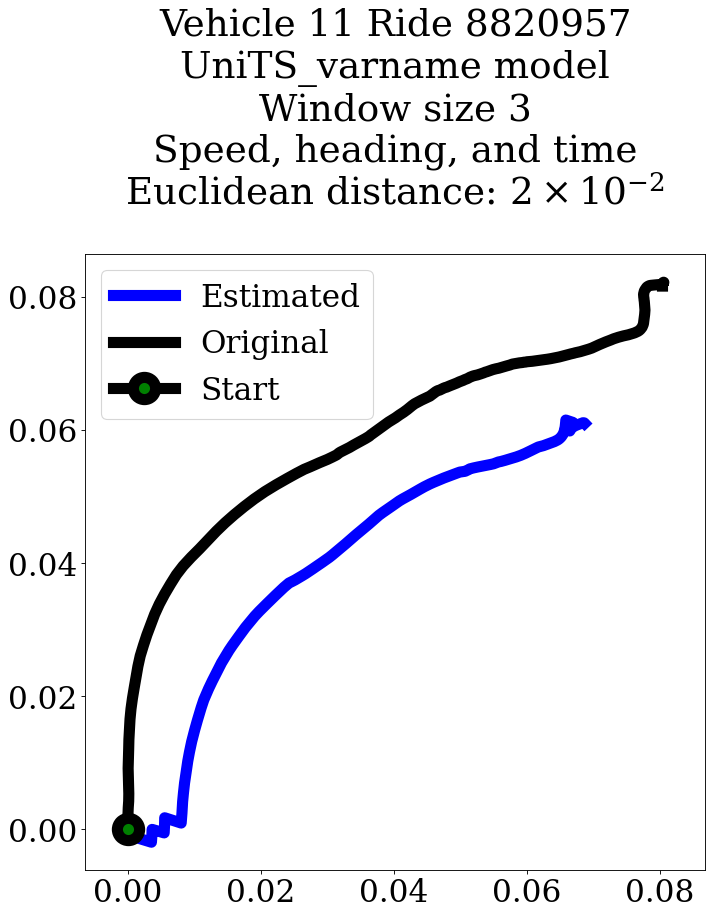 Vehicle 11 Ride 8820957
UniTS_varname model
Window size 3
Speed, heading, and time
Euclidean distance: $2 \times 10^{-2}$
Estimated
Original
Start
0.08
0.06
0.04
0.02
0.00
0.00 0.02 0.04 0.06 0.08